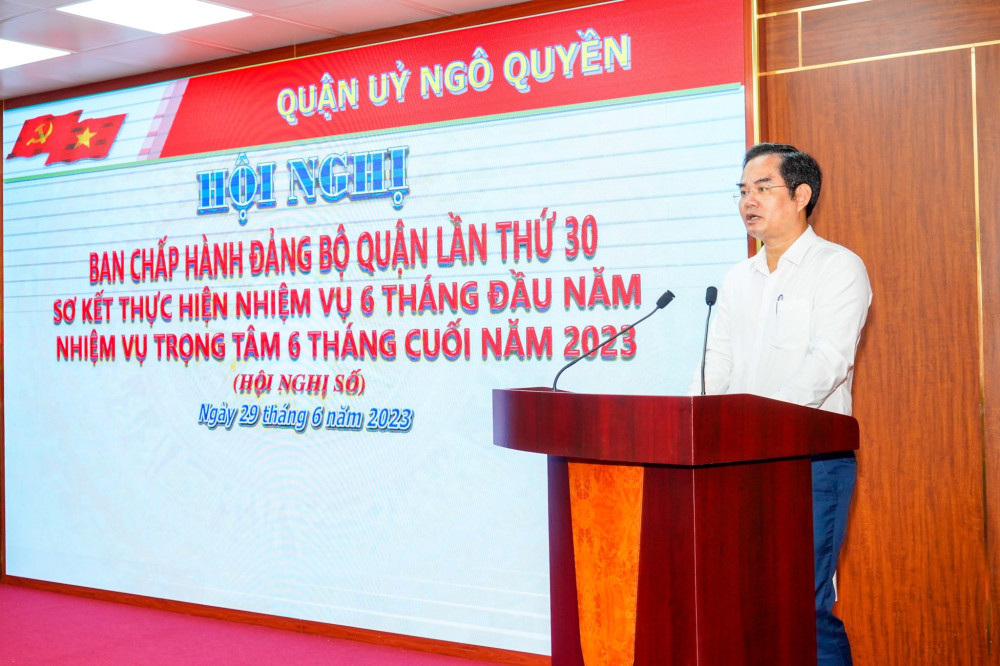 QUẬN UỶ NGÔ QUYỀN
HỘI NGHỊ
BAN CHẤP HÀNH ĐẢNG BỘ QUẬN LẦN THỨ 30
SƠ KẾT THỰC HIỆN NHIỆM VỤ 6 THÁNG ĐẦU NĂM
NHIỆM VỤ TRỌNG TÂM 6 THÁNG CUỐI NĂM 2023
(HỘI NGHỊ SỐ)
Ngày 29 tháng 6 năm 2023